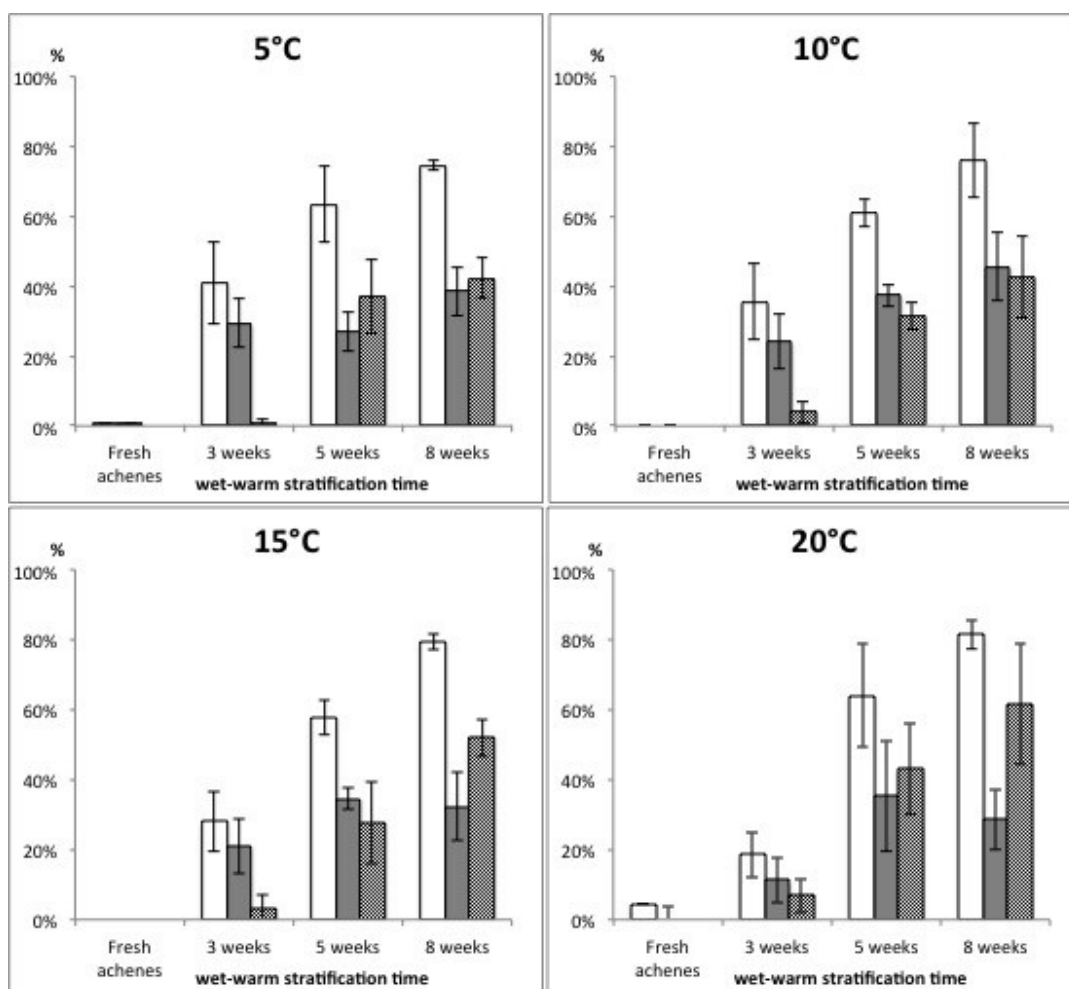 5°C
%
100%
80%
60%
40%
20%
0%
Fresh achenes
3 weeks
5 weeks
8 weeks
wet-warm stratification time
10°C
%
100%
80%
60%
40%
20%
0%
Fresh achenes
3 weeks
5 weeks
8 weeks
wet-warm stratification time
15°C
%
100%
80%
60%
40%
20%
0%
Fresh achenes
3 weeks
5 weeks
8 weeks
wet-warm stratification time
20°C
%
100%
80%
60%
40%
20%
0%
Fresh achenes
3 weeks
5 weeks
8 weeks
wet-warm stratification time